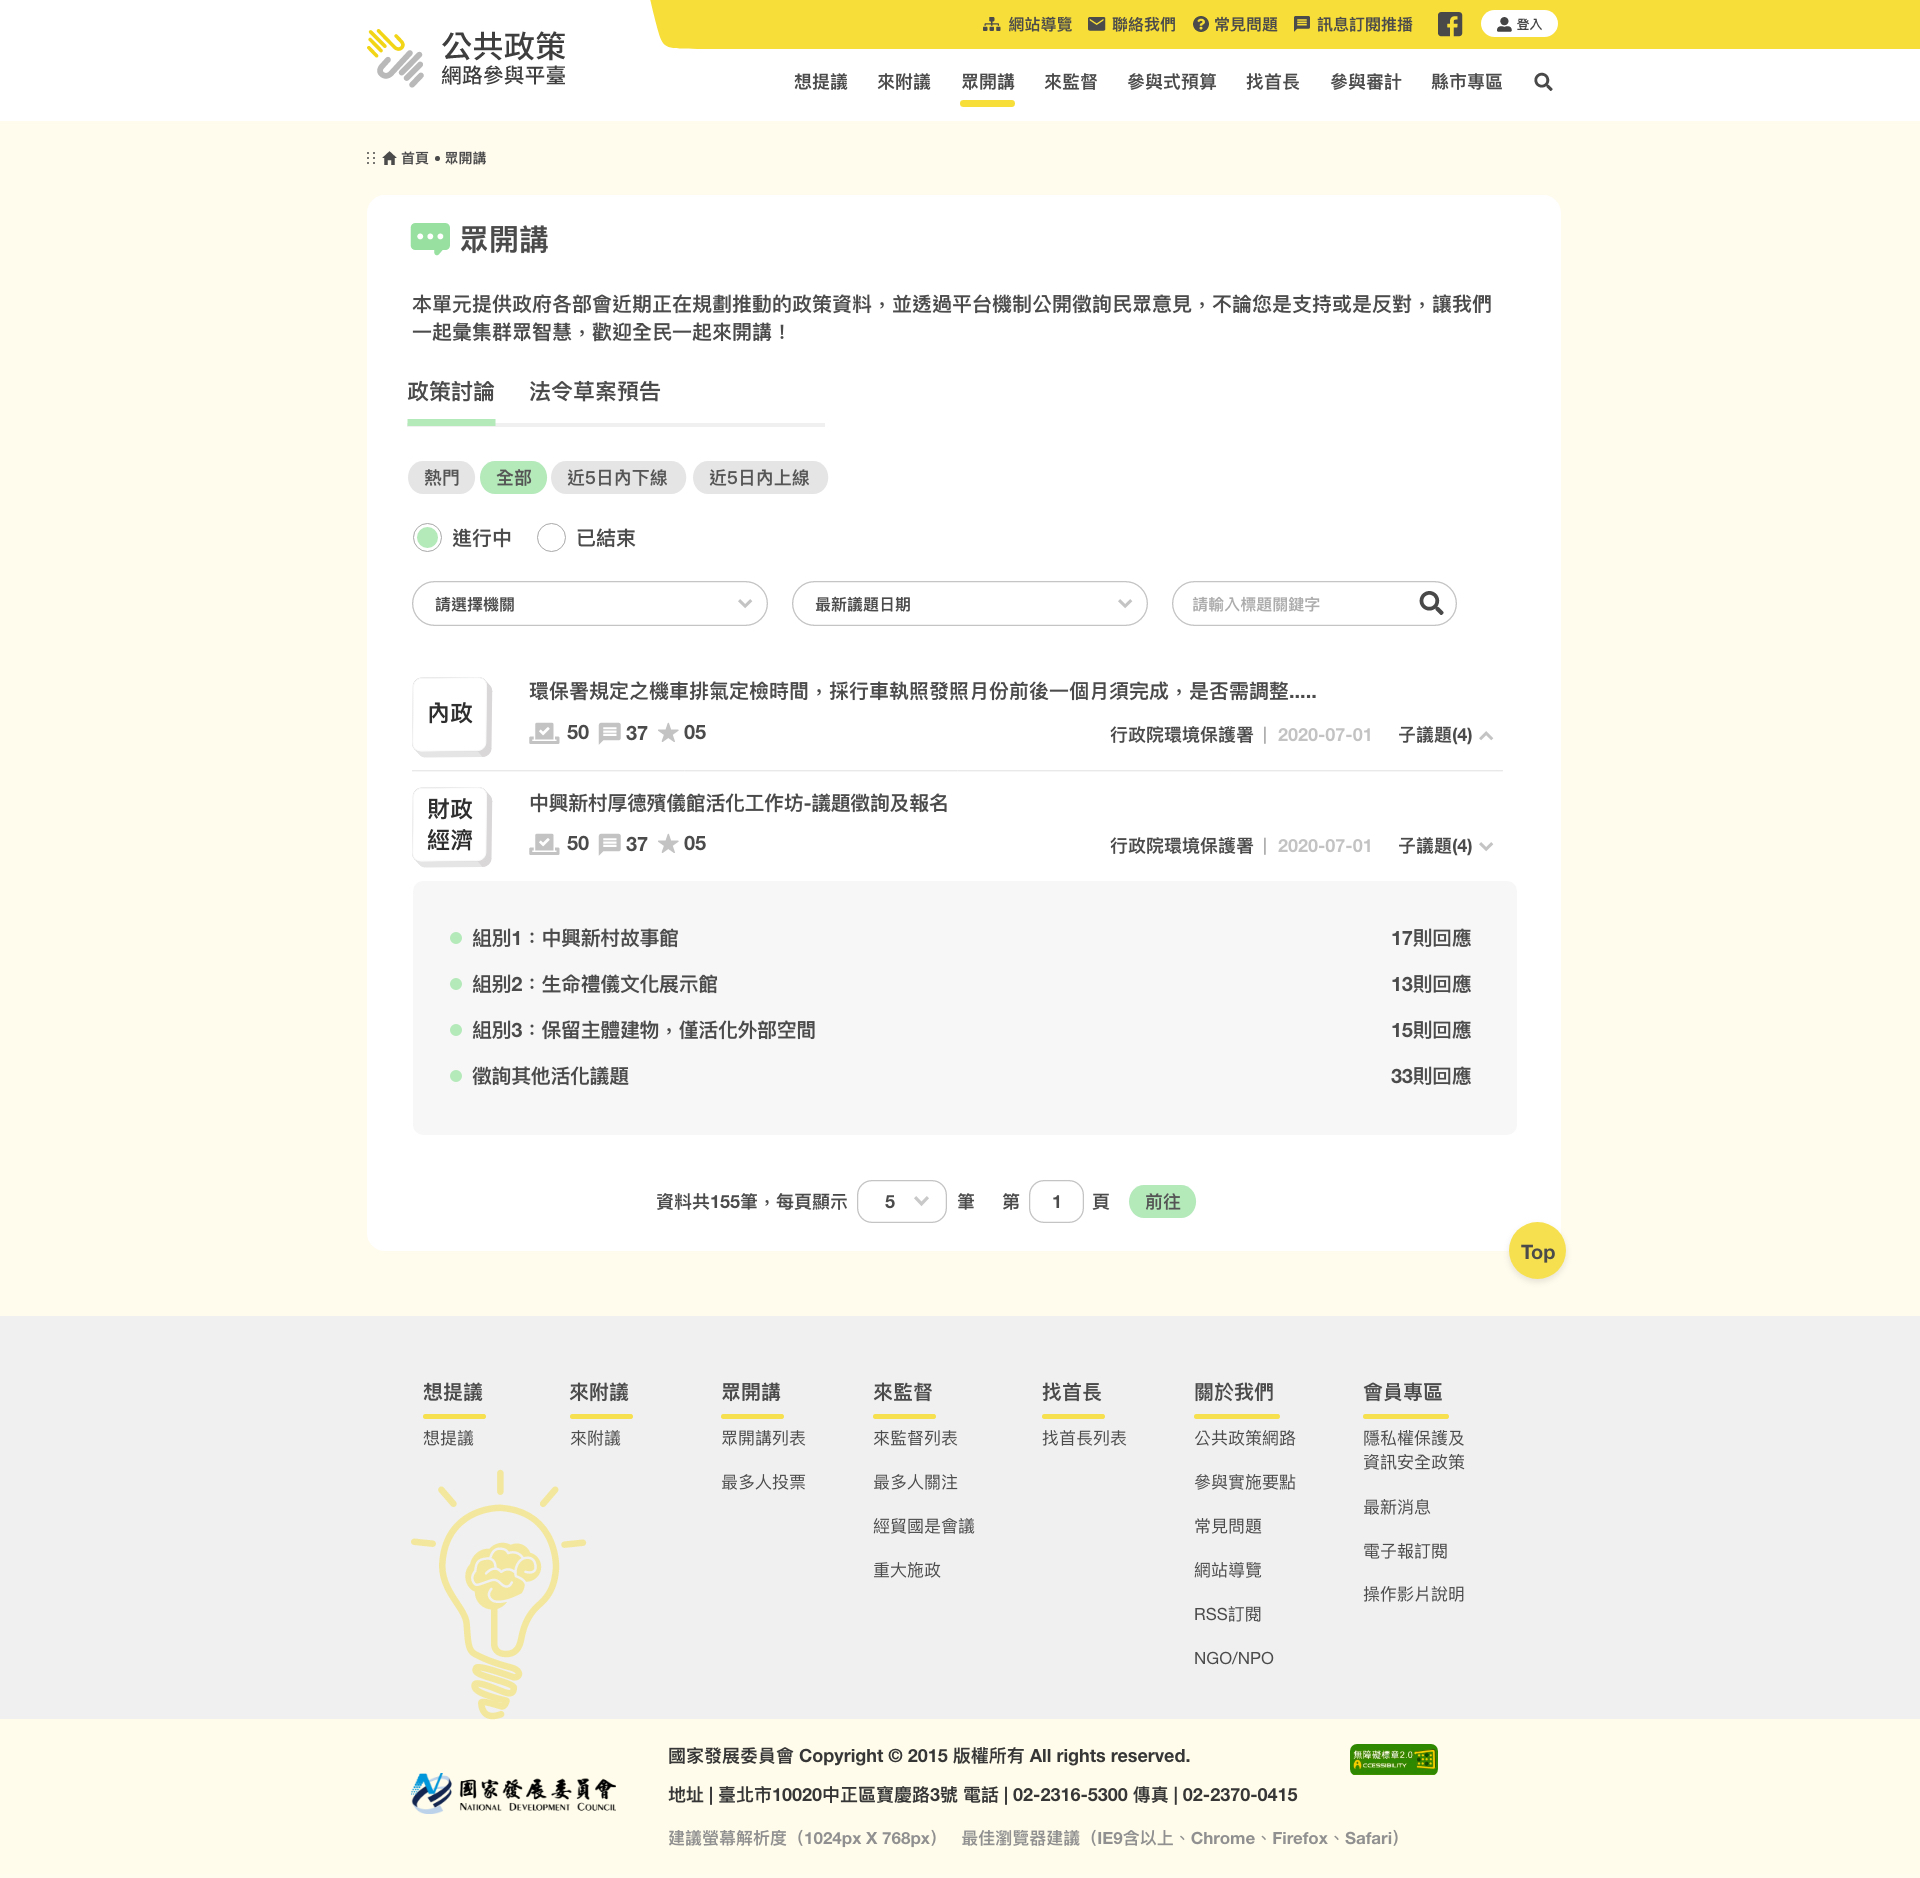 公共政策
網路參與平臺
網站導覽 聯絡我們 常見問題 訊息訂閱推播 登入
想提議 來附議 眾開講 來監督 參與式預算 找首長 參與審計 縣市專區
首頁 • 眾開講
眾開講
本單元提供政府各部會近期正在規劃推動的政策資料，並透過平台機制公開徵詢民眾意見，不論您是支持或是反對，讓我們
一起彙集群眾智慧，歡迎全民一起來開講！
政策討論 法令草案預告
熱門 全部 近5日內下線 近5日內上線
進行中 已結束
請選擇機關 最新議題日期 請輸入標題關鍵字
內政
環保署規定之機車排氣定檢時間，採行車執照發照月份前後一個月須完成，是否需調整.....
50 37 05
行政院環境保護署 | 2020-07-01 子議題(4)
財政
經濟
中興新村厚德殯儀館活化工作坊-議題徵詢及報名
50 37 05
行政院環境保護署 | 2020-07-01 子議題(4)
組別1：中興新村故事館 17則回應
組別2：生命禮儀文化展示館 13則回應
組別3：保留主體建物，僅活化外部空間 15則回應
徵詢其他活化議題 33則回應
資料共155筆，每頁顯示 5 筆 第 1 頁 前往
Top
想提議 來附議 眾開講 來監督 找首長 關於我們 會員專區
想提議
來附議
眾開講列表
最多人投票
來監督列表
最多人關注
經貿國是會議
重大施政
找首長列表
公共政策網路
參與實施要點
常見問題
網站導覽
RSS訂閱
NGO/NPO
隱私權保護及
資訊安全政策
最新消息
電子報訂閱
操作影片說明
國家發展委員會
NATIONAL DEVELOPMENT COUNCIL
國家發展委員會 Copyright © 2015 版權所有 All rights reserved.
地址 | 臺北市10020中正區寶慶路3號 電話 | 02-2316-5300 傳真 | 02-2370-0415
建議螢幕解析度（1024px X 768px） 最佳瀏覽器建議（IE9含以上、Chrome、Firefox、Safari）
無障礙標章2.0
ACCESSIBILITY